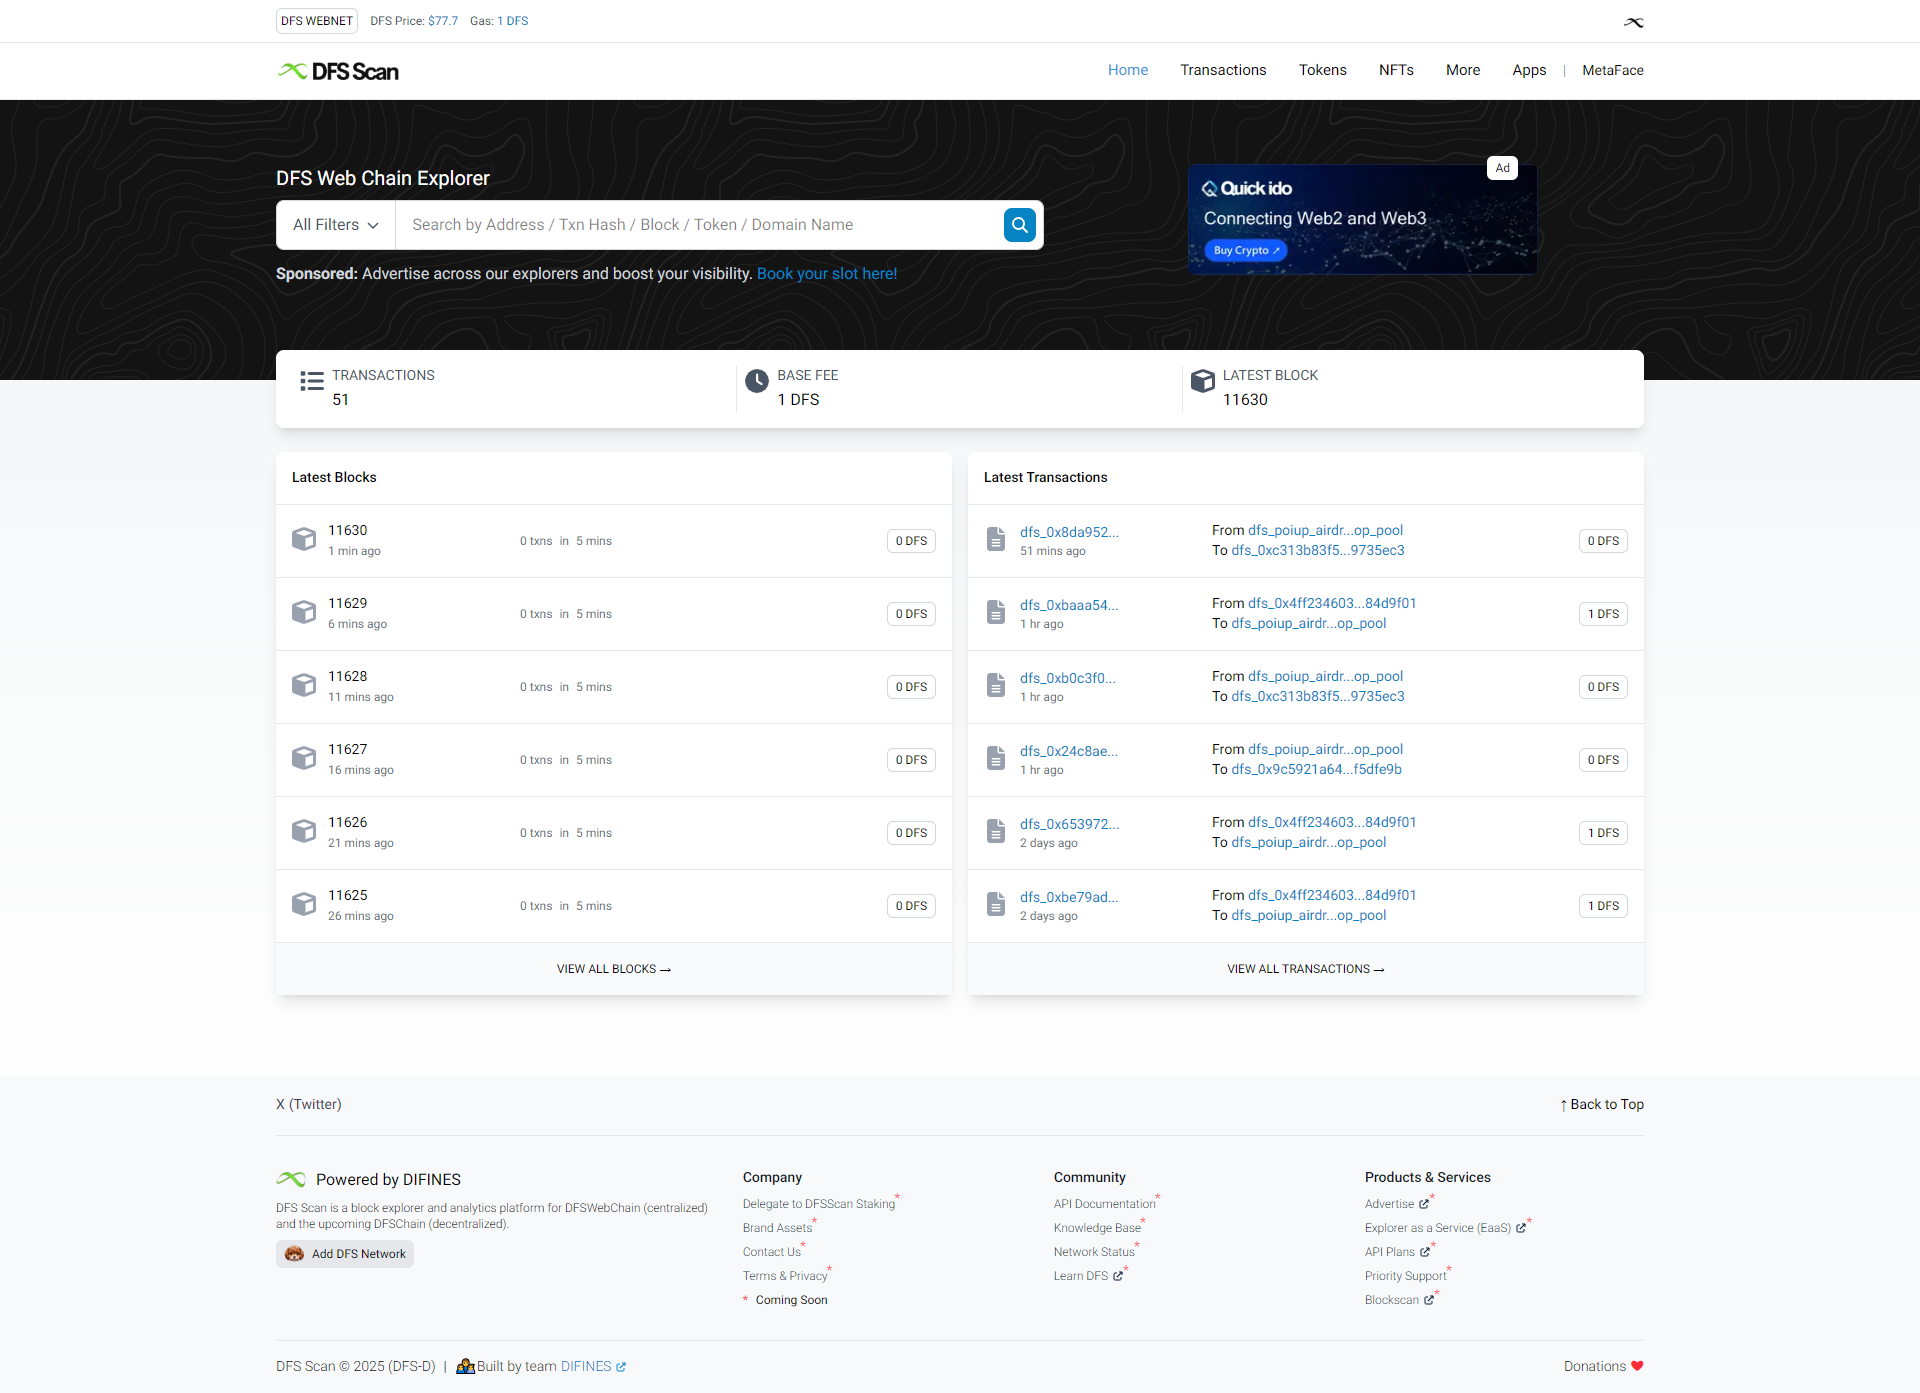 DFS WEBNET DFS Price: $77.7 Gas: 1 DFS
DFS Scan
Home Transactions Tokens NFTs More Apps | MetaFace
DFS Web Chain Explorer
All Filters Search by Address / Txn Hash / Block / Token / Domain Name
Sponsored: Advertise across our explorers and boost your visibility. Book your slot here!
Ad
Quick ido
Connecting Web2 and Web3
Buy Crypto ↗
TRANSACTIONS
51
BASE FEE
1 DFS
LATEST BLOCK
11630
Latest Blocks
11630
1 min ago
0 txns in 5 mins
0 DFS
11629
6 mins ago
0 txns in 5 mins
0 DFS
11628
11 mins ago
0 txns in 5 mins
0 DFS
11627
16 mins ago
0 txns in 5 mins
0 DFS
11626
21 mins ago
0 txns in 5 mins
0 DFS
11625
26 mins ago
0 txns in 5 mins
0 DFS
VIEW ALL BLOCKS →
Latest Transactions
dfs_0x8da952...
51 mins ago
From dfs_poiup_airdr...op_pool
To dfs_0xc313b83f5...9735ec3
0 DFS
dfs_0xbaaa54...
1 hr ago
From dfs_0x4ff234603...84d9f01
To dfs_poiup_airdr...op_pool
1 DFS
dfs_0xb0c3f0...
1 hr ago
From dfs_poiup_airdr...op_pool
To dfs_0xc313b83f5...9735ec3
0 DFS
dfs_0x24c8ae...
1 hr ago
From dfs_poiup_airdr...op_pool
To dfs_0x9c5921a64...f5dfe9b
0 DFS
dfs_0x653972...
2 days ago
From dfs_0x4ff234603...84d9f01
To dfs_poiup_airdr...op_pool
1 DFS
dfs_0xbe79ad...
2 days ago
From dfs_0x4ff234603...84d9f01
To dfs_poiup_airdr...op_pool
1 DFS
VIEW ALL TRANSACTIONS →
X (Twitter)
↑ Back to Top
Powered by DIFINES
DFS Scan is a block explorer and analytics platform for DFSWebChain (centralized)
and the upcoming DFSChain (decentralized).
Add DFS Network
Company
Delegate to DFSScan Staking*
Brand Assets*
Contact Us*
Terms & Privacy*
* Coming Soon
Community
API Documentation*
Knowledge Base*
Network Status*
Learn DFS *
Products & Services
Advertise *
Explorer as a Service (EaaS) *
API Plans *
Priority Support*
Blockscan *
DFS Scan © 2025 (DFS-D) | 👩‍💻Built by team DIFINES
Donations ❤️